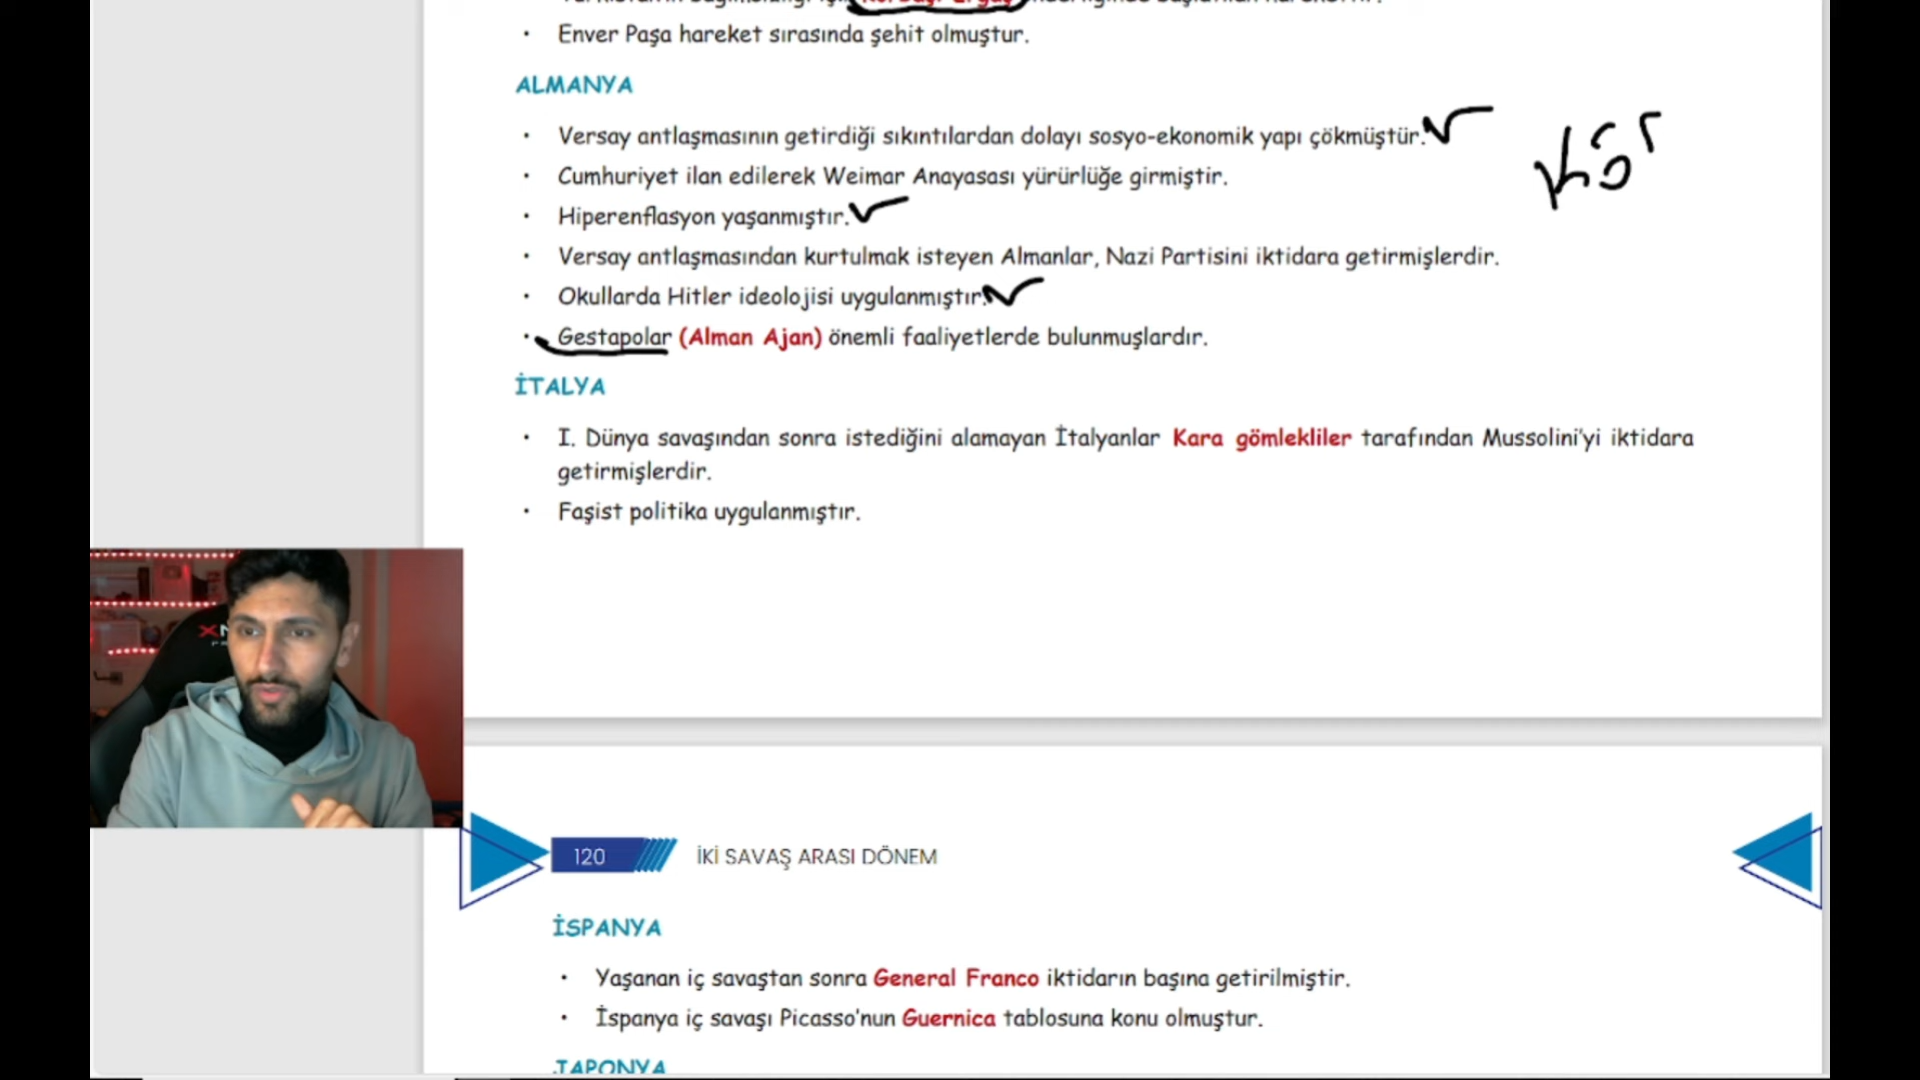 Enver Paşa hareket sırasında şehit olmuştur.
ALMANYA
Versay antlaşmasının getirdiği sıkıntılardan dolayı sosyo-ekonomik yapı çökmüştür.
Cumhuriyet ilan edilerek Weimar Anayasası yürürlüğe girmiştir.
Hiperenflasyon yaşanmıştır.
Versay antlaşmasından kurtulmak isteyen Almanlar, Nazi Partisini iktidara getirmişlerdir.
Okullarda Hitler ideolojisi uygulanmıştır.
Gestapolar (Alman Ajan) önemli faaliyetlerde bulunmuşlardır.
İTALYA
I. Dünya savaşından sonra istediğini alamayan İtalyanlar Kara gömlekliler tarafından Mussolini'yi iktidara
getirmişlerdir.
Faşist politika uygulanmıştır.
120 İKİ SAVAŞ ARASI DÖNEM
İSPANYA
Yaşanan iç savaştan sonra General Franco iktidarın başına getirilmiştir.
İspanya iç savaşı Picasso'nun Guernica tablosuna konu olmuştur.
JAPONYA